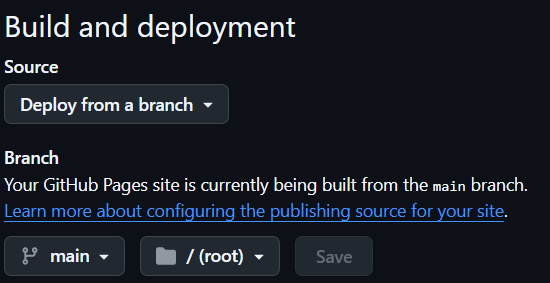 Build and deployment
Source
Deploy from a branch
Branch
Your GitHub Pages site is currently being built from the main branch.
Learn more about configuring the publishing source for your site.
main
/ (root)
Save